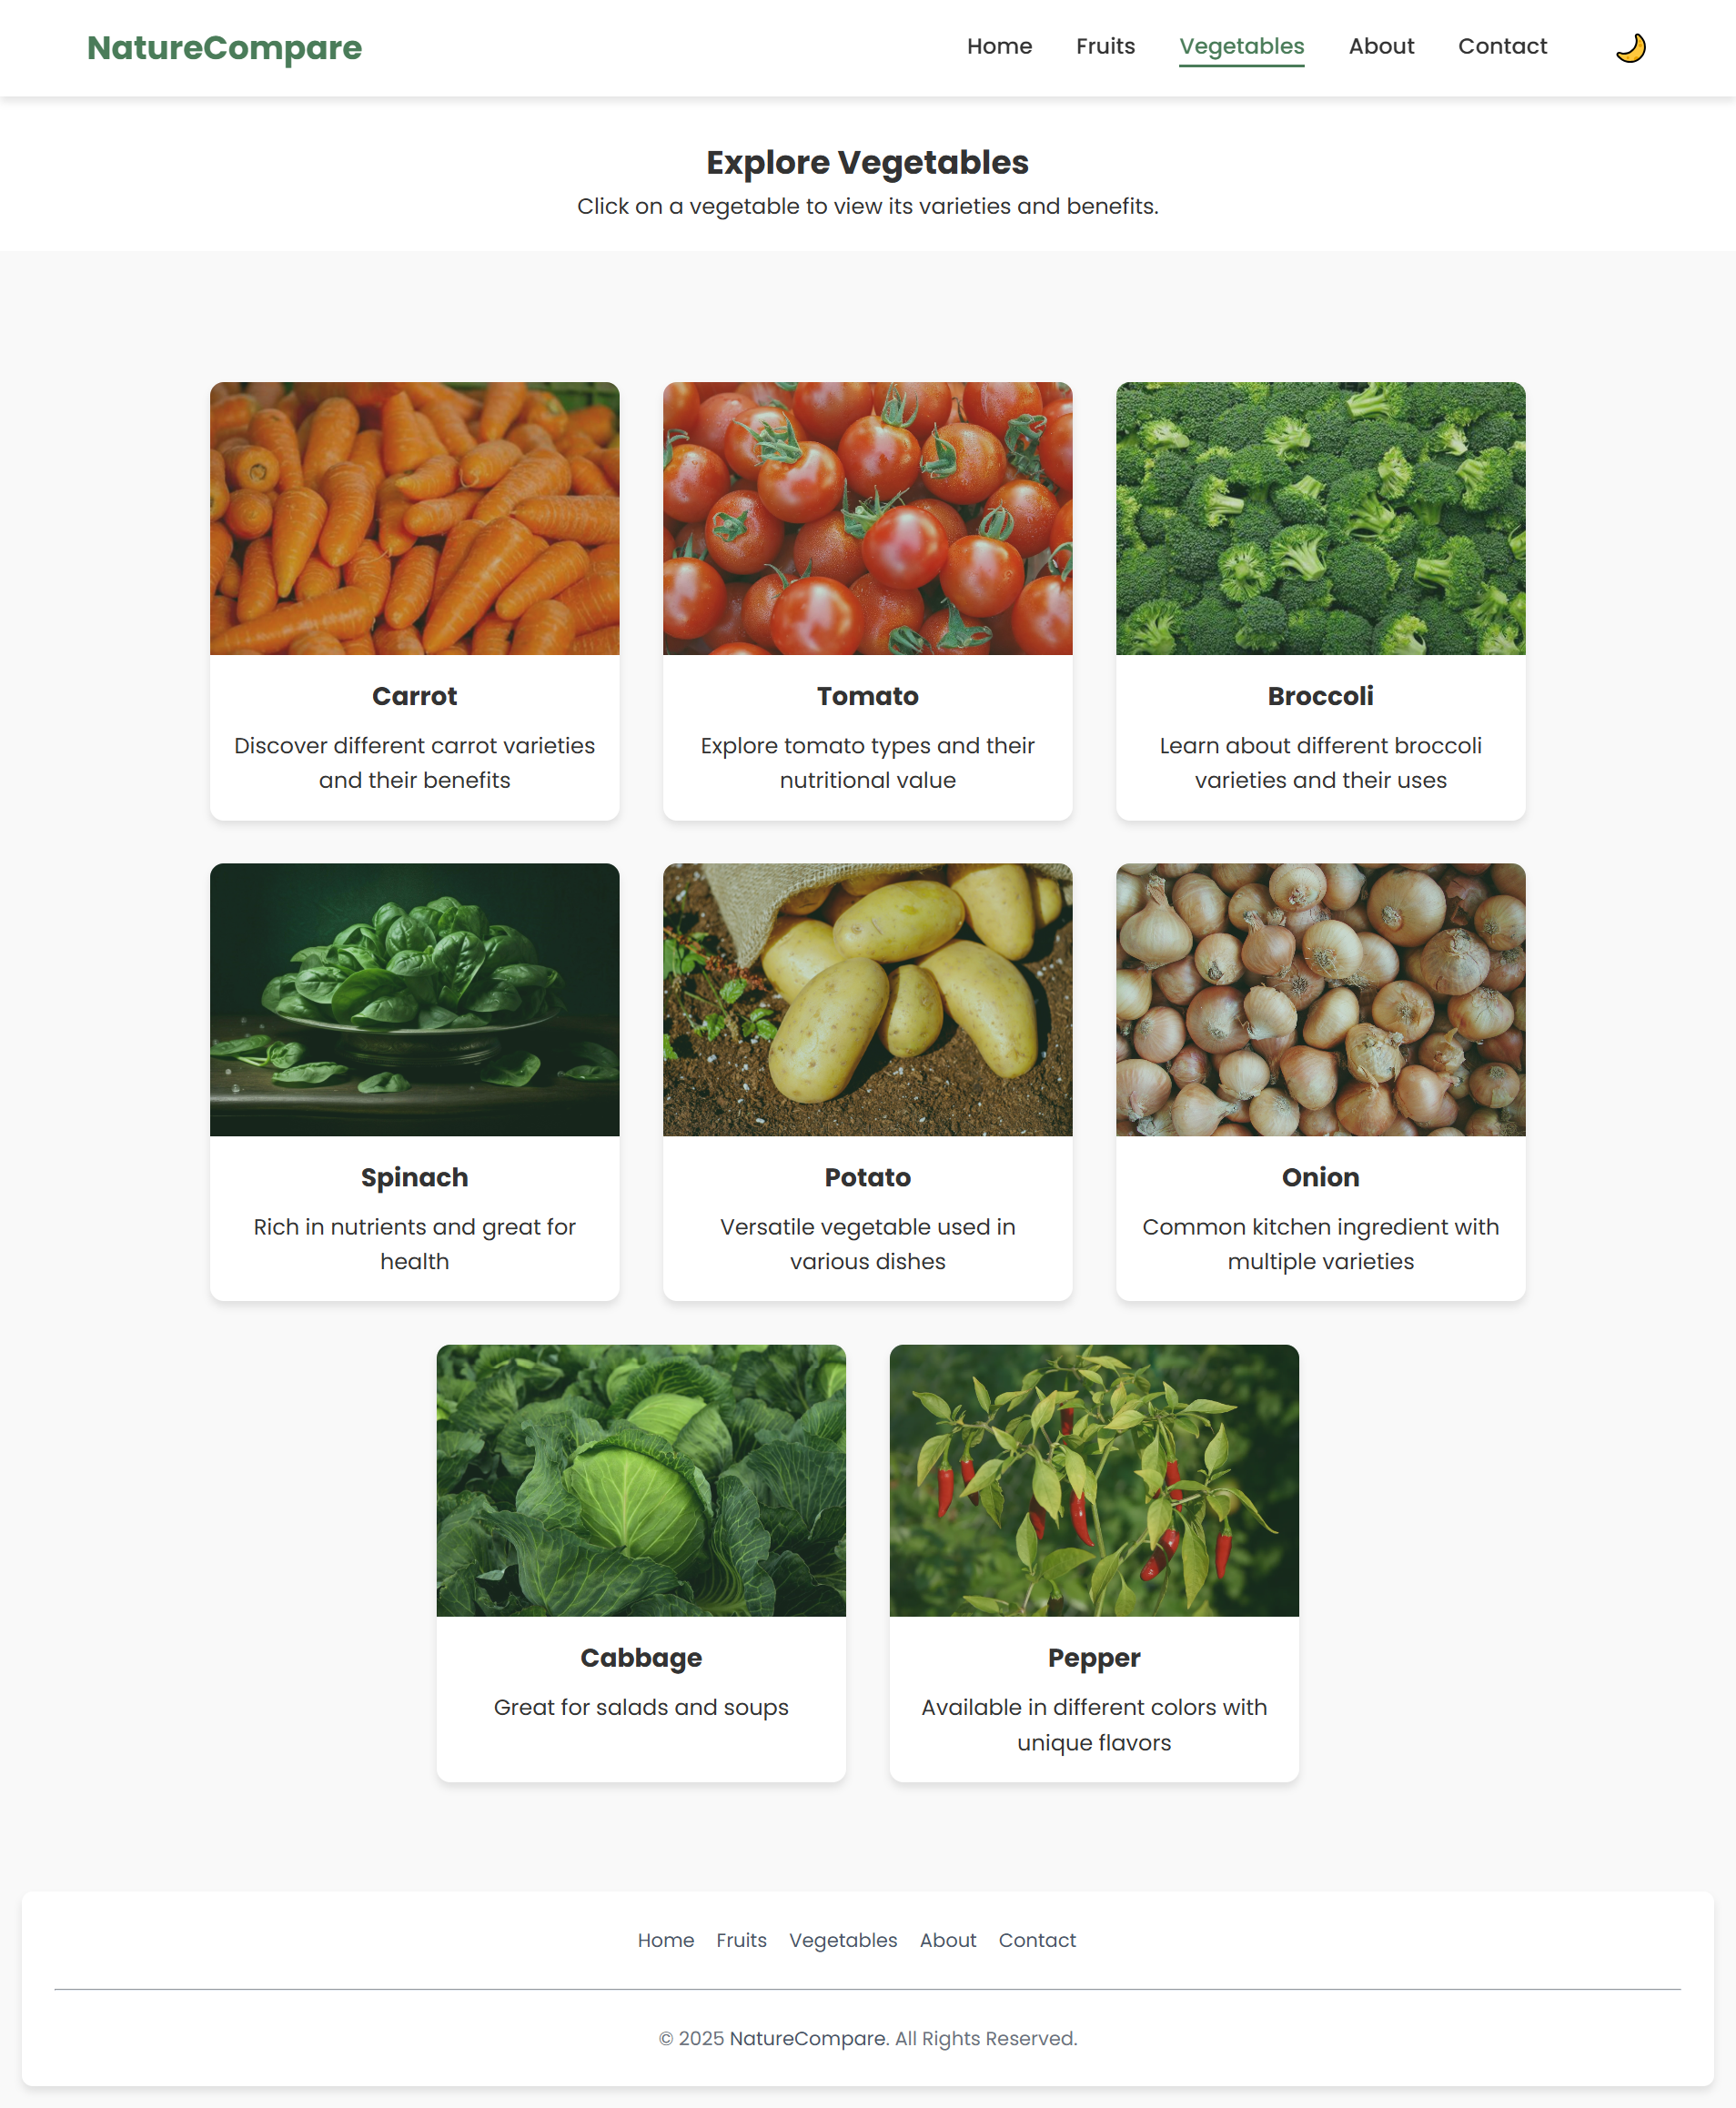 NatureCompare
Home Fruits Vegetables About Contact
Explore Vegetables
Click on a vegetable to view its varieties and benefits.
Carrot
Discover different carrot varieties
and their benefits
Tomato
Explore tomato types and their
nutritional value
Broccoli
Learn about different broccoli
varieties and their uses
Spinach
Rich in nutrients and great for
health
Potato
Versatile vegetable used in
various dishes
Onion
Common kitchen ingredient with
multiple varieties
Cabbage
Great for salads and soups
Pepper
Available in different colors with
unique flavors
Home Fruits Vegetables About Contact
© 2025 NatureCompare. All Rights Reserved.